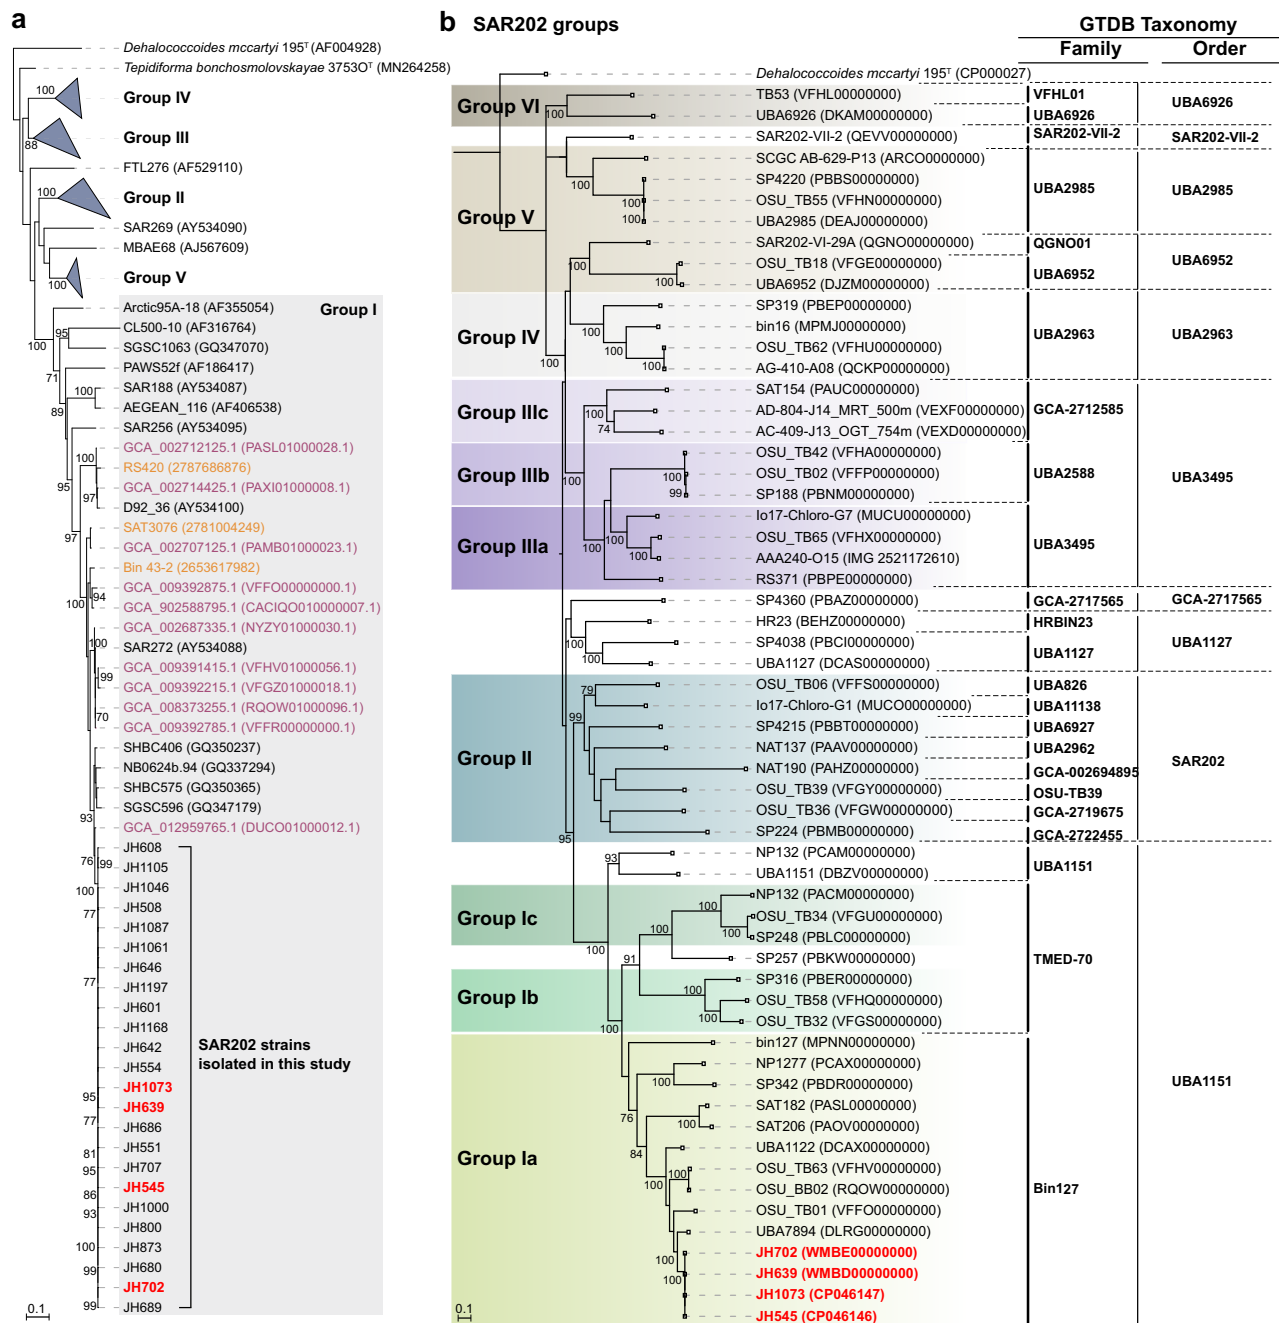 a
Dehalococcoides mccartyi 195ᵀ (AF004928)
Tepidiforma bonchosmolovskayae 3753Oᵀ (MN264258)
100
Group IV
Group III
88
FTL276 (AF529110)
100
Group II
SAR269 (AY534090)
MBAE68 (AJ567609)
100
Group V
Arctic95A-18 (AF355054)
Group I
95
CL500-10 (AF316764)
100
SGSC1063 (GQ347070)
71
PAWS52f (AF186417)
100
SAR188 (AY534087)
89
AEGEAN_116 (AF406538)
SAR256 (AY534095)
GCA_002712125.1 (PASL01000028.1)
100
RS420 (2787686876)
95
GCA_002714425.1 (PAXI01000008.1)
97
D92_36 (AY534100)
SAT3076 (2781004249)
97
GCA_002707125.1 (PAMB01000023.1)
Bin 43-2 (2653617982)
GCA_009392875.1 (VFFO00000000.1)
94
100
GCA_902588795.1 (CACIQO010000007.1)
GCA_002687335.1 (NYZY01000030.1)
100
SAR272 (AY534088)
GCA_009391415.1 (VFHV01000056.1)
99
GCA_009392215.1 (VFGZ01000018.1)
GCA_008373255.1 (RQOW01000096.1)
70
GCA_009392785.1 (VFFR00000000.1)
SHBC406 (GQ350237)
NB0624b.94 (GQ337294)
SHBC575 (GQ350365)
SGSC596 (GQ347179)
93
GCA_012959765.1 (DUCO01000012.1)
JH608
76
99
JH1105
100
JH1046
77
JH508
JH1087
JH1061
JH646
77
JH1197
JH601
JH1168
JH642
SAR202 strains
isolated in this study
JH554
JH1073
95
JH639
77
JH686
JH551
81
JH707
95
JH545
86
JH1000
93
JH800
JH873
100
JH680
99
JH702
JH689
99
0.1
b
SAR202 groups
GTDB Taxonomy
Family
Order
Dehalococcoides mccartyi 195ᵀ (CP000027)
Group VI
100
TB53 (VFHL00000000)
VFHL01
UBA6926 (DKAM00000000)
UBA6926
UBA6926
SAR202-VII-2 (QEVV00000000)
SAR202-VII-2
SAR202-VII-2
Group V
SCGC AB-629-P13 (ARCO0000000)
100
SP4220 (PBBS00000000)
100
OSU_TB55 (VFHN00000000)
100
UBA2985 (DEAJ00000000)
UBA2985
UBA2985
SAR202-VI-29A (QGNO00000000)
QGNO01
100
OSU_TB18 (VFGE00000000)
100
UBA6952 (DJZM00000000)
UBA6952
UBA6952
Group IV
SP319 (PBEP00000000)
100
bin16 (MPMJ00000000)
OSU_TB62 (VFHU00000000)
100
100
AG-410-A08 (QCKP00000000)
UBA2963
UBA2963
Group IIIc
SAT154 (PAUC00000000)
100
AD-804-J14_MRT_500m (VEXF00000000)
74
AC-409-J13_OGT_754m (VEXD00000000)
GCA-2712585
Group IIIb
OSU_TB42 (VFHA00000000)
100
100
OSU_TB02 (VFFP00000000)
99
SP188 (PBNM00000000)
UBA2588
UBA3495
Group IIIa
Io17-Chloro-G7 (MUCU00000000)
100
OSU_TB65 (VFHX00000000)
100
100
AAA240-O15 (IMG 2521172610)
RS371 (PBPE00000000)
UBA3495
SP4360 (PBAZ00000000)
GCA-2717565
GCA-2717565
HR23 (BEHZ00000000)
HRBIN23
100
SP4038 (PBCI00000000)
100
UBA1127 (DCAS00000000)
UBA1127
UBA1127
Group II
79
OSU_TB06 (VFFS00000000)
UBA826
Io17-Chloro-G1 (MUCO00000000)
UBA11138
99
SP4215 (PBBT00000000)
UBA6927
NAT137 (PAAV00000000)
UBA2962
NAT190 (PAHZ00000000)
GCA-002694895
OSU_TB39 (VFGY00000000)
OSU-TB39
OSU_TB36 (VFGW00000000)
GCA-2719675
SP224 (PBMB00000000)
GCA-2722455
SAR202
95
93
NP132 (PCAM00000000)
UBA1151 (DBZV00000000)
UBA1151
Group Ic
NP132 (PACM00000000)
100
OSU_TB34 (VFGU00000000)
100
100
SP248 (PBLC00000000)
100
91
SP257 (PBKW00000000)
TMED-70
Group Ib
SP316 (PBER00000000)
100
OSU_TB58 (VFHQ00000000)
100
OSU_TB32 (VFGS00000000)
100
Group Ia
bin127 (MPNN00000000)
NP1277 (PCAX00000000)
100
SP342 (PBDR00000000)
UBA1151
SAT182 (PASL00000000)
76
100
SAT206 (PAOV00000000)
84
UBA1122 (DCAX00000000)
100
OSU_TB63 (VFHV00000000)
100
OSU_BB02 (RQOW00000000)
Bin127
OSU_TB01 (VFFO00000000)
UBA7894 (DLRG00000000)
100
JH702 (WMBE00000000)
100
JH639 (WMBD00000000)
JH1073 (CP046147)
JH545 (CP046146)
0.1